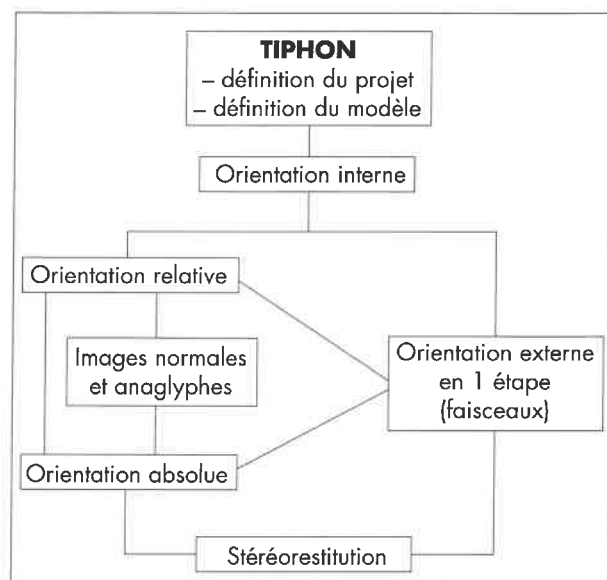 TIPHON
– définition du projet
– définition du modèle
Orientation interne
Orientation relative
Images normales
et anaglyphes
Orientation externe
en 1 étape
(faisceaux)
Orientation absolue
Stéréorestitution